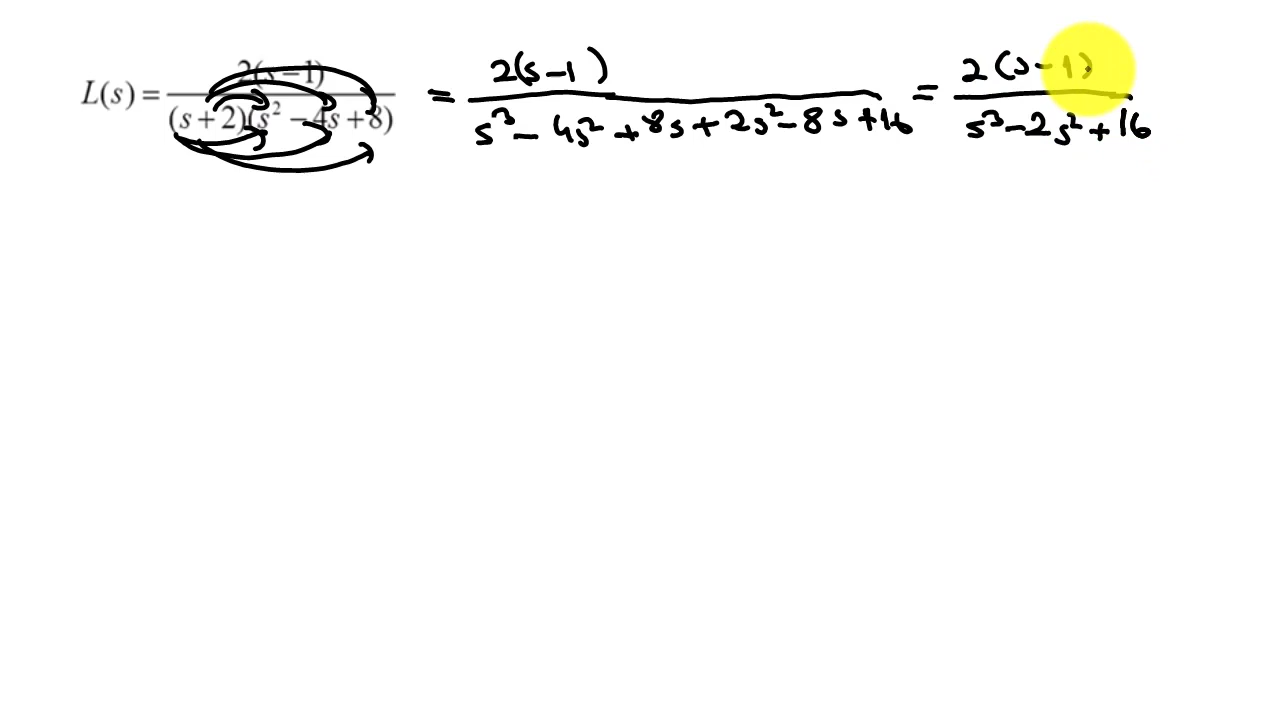 L(s) = 2(s−1) / (s+2)(s² − 4s + 8) = 2(s−1) / s³ − 4s² + 8s + 2s² − 8s + 16 = 2(s−1) / s³ − 2s² + 16